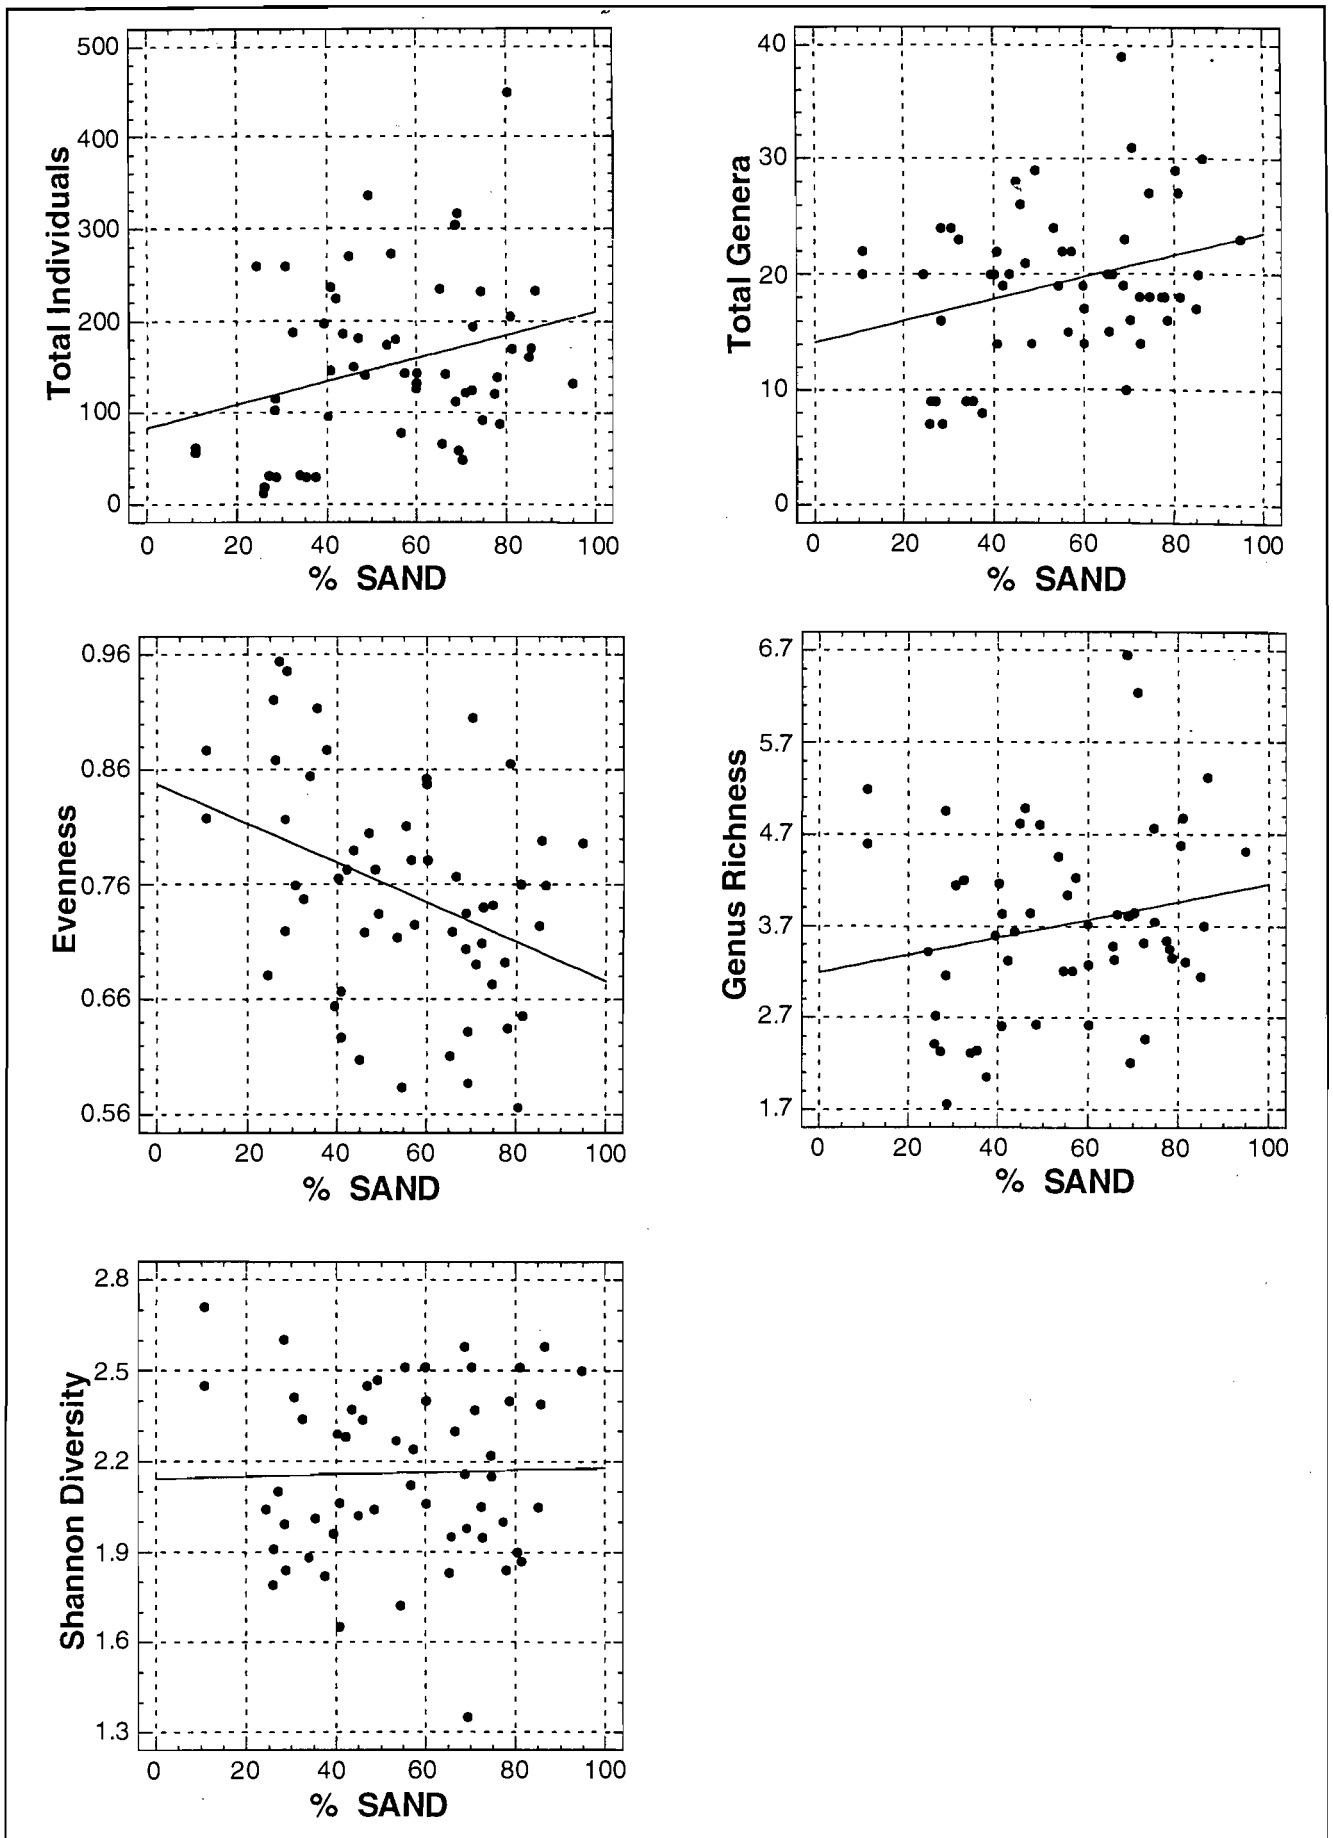 Total Individuals
500
400
300
200
100
0
0 20 40 60 80 100
% SAND
Total Genera
40
30
20
10
0
0 20 40 60 80 100
% SAND
Evenness
0.96
0.86
0.76
0.66
0.56
0 20 40 60 80 100
% SAND
Genus Richness
6.7
5.7
4.7
3.7
2.7
1.7
0 20 40 60 80 100
% SAND
Shannon Diversity
2.8
2.5
2.2
1.9
1.6
1.3
0 20 40 60 80 100
% SAND